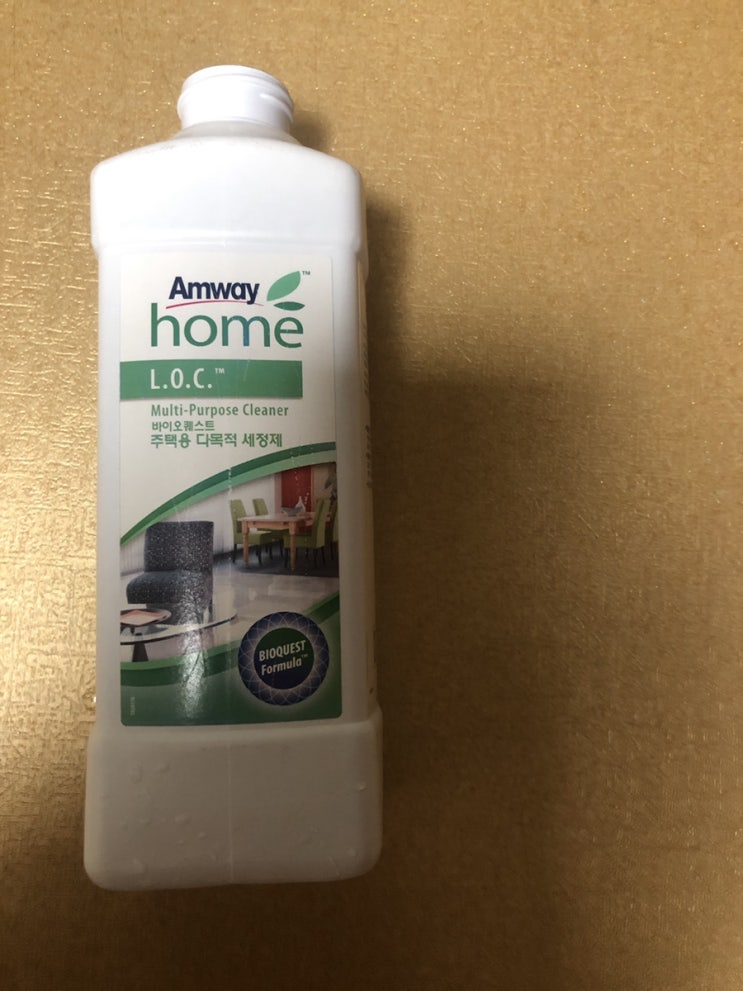 Amway
home™
L.O.C.™
Multi-Purpose Cleaner
바이오퀘스트
주택용 다목적 세정제
BIOQUEST
Formula™